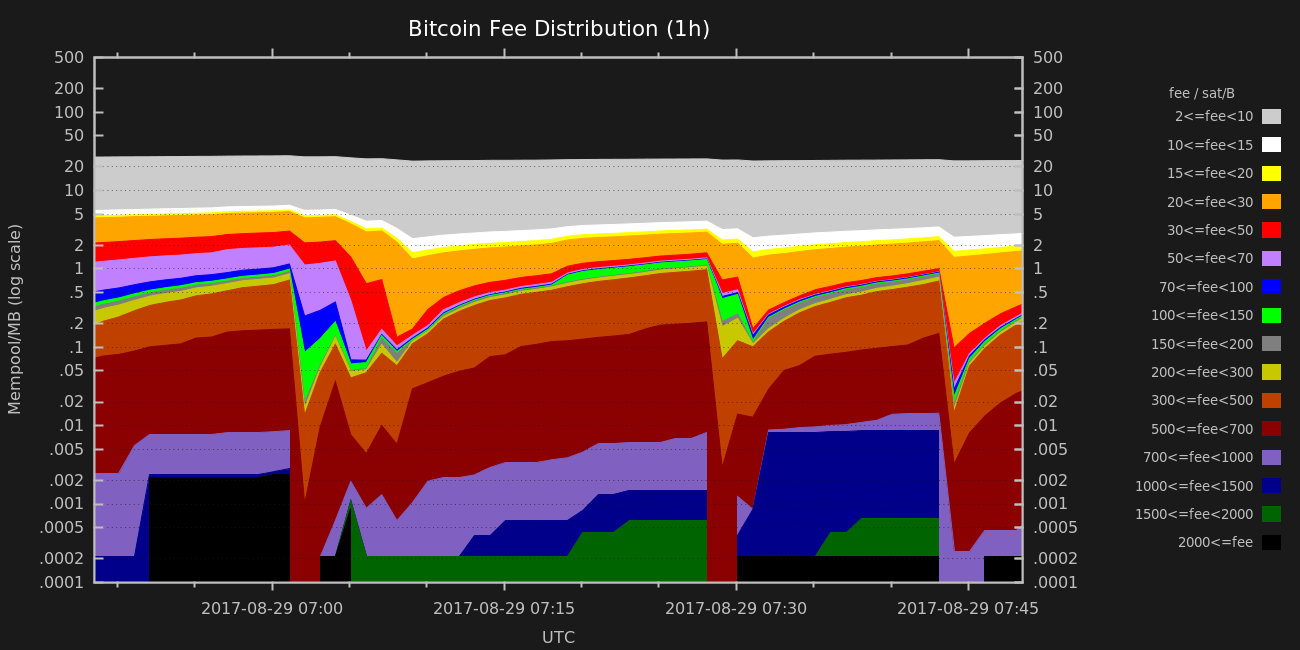 Bitcoin Fee Distribution (1h)
Mempool/MB (log scale)
500
200
100
50
20
10
5
2
1
.5
.2
.1
.05
.02
.01
.005
.002
.001
.0005
.0002
.0001
500
200
100
50
20
10
5
2
1
.5
.2
.1
.05
.02
.01
.005
.002
.001
.0005
.0002
.0001
2017-08-29 07:00
2017-08-29 07:15
2017-08-29 07:30
2017-08-29 07:45
UTC
fee / sat/B
2<=fee<10
10<=fee<15
15<=fee<20
20<=fee<30
30<=fee<50
50<=fee<70
70<=fee<100
100<=fee<150
150<=fee<200
200<=fee<300
300<=fee<500
500<=fee<700
700<=fee<1000
1000<=fee<1500
1500<=fee<2000
2000<=fee